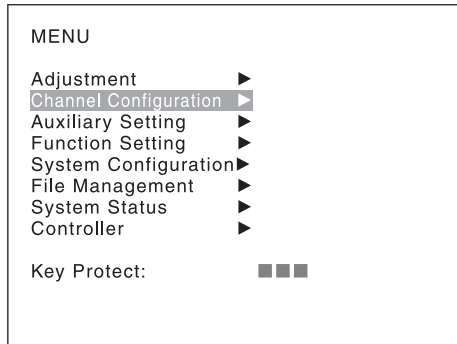 MENU
Adjustment ▶
Channel Configuration ▶
Auxiliary Setting ▶
Function Setting ▶
System Configuration▶
File Management ▶
System Status ▶
Controller ▶
Key Protect: ■■■